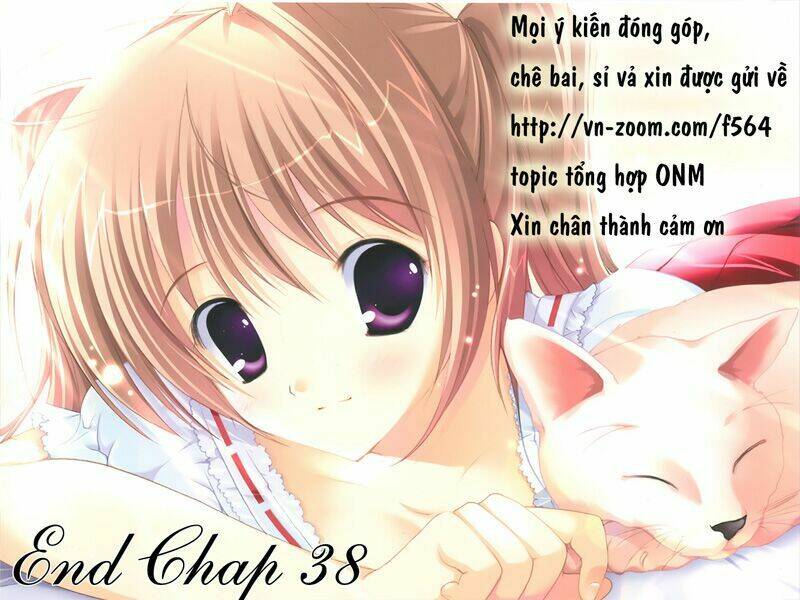 Mọi ý kiến đóng góp,
chê bai, sỉ vả xin được gửi về
http://vn-zoom.com/f564
topic tổng hợp ONM
Xin chân thành cảm ơn
End Chap 38